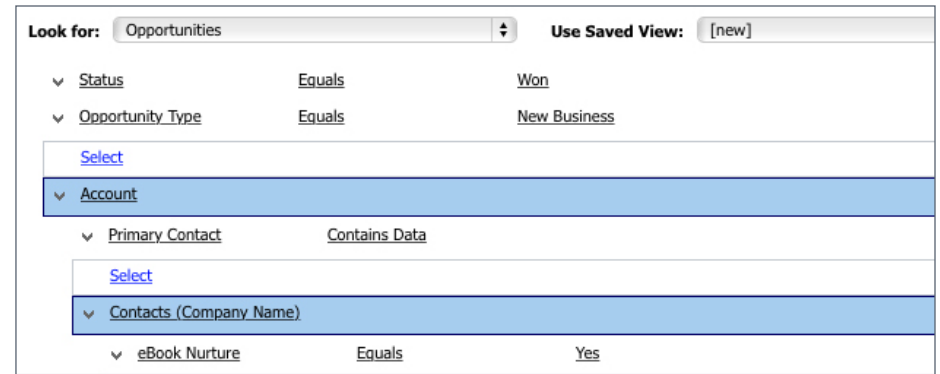 Look for: Opportunities Use Saved View: [new]
Status Equals Won
Opportunity Type Equals New Business
Select
Account
Primary Contact Contains Data
Select
Contacts (Company Name)
eBook Nurture Equals Yes